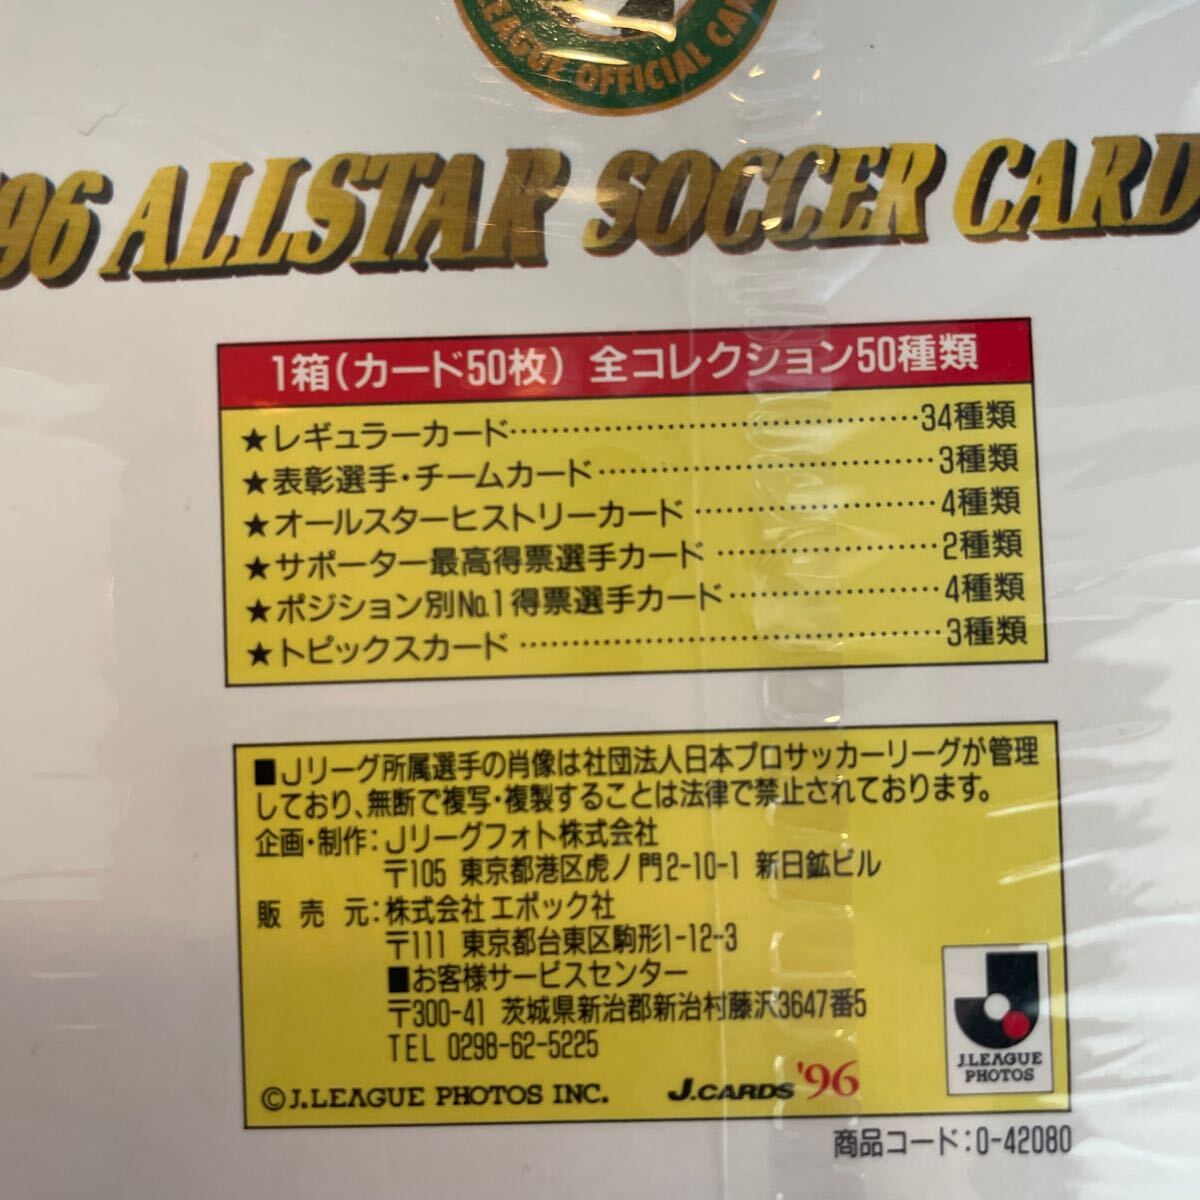 LEAGUE OFFICIAL CAR
'96 ALLSTAR SOCCER CARD
1箱(カード50枚) 全コレクション50種類
★レギュラーカード……………………………………34種類
★表彰選手・チームカード……………………………3種類
★オールスターヒストリーカード……………………4種類
★サポーター最高得票選手カード……………………2種類
★ポジション別No.1得票選手カード…………………4種類
★トピックスカード……………………………………3種類
■Jリーグ所属選手の肖像は社団法人日本プロサッカーリーグが管理
しており、無断で複写・複製することは法律で禁止されております。
企画・制作:Jリーグフォト株式会社
〒105 東京都港区虎ノ門2-10-1 新日鉱ビル
販売元:株式会社エポック社
〒111 東京都台東区駒形1-12-3
■お客様サービスセンター
〒300-41 茨城県新治郡新治村藤沢3647番5
TEL 0298-62-5225
J.LEAGUE
PHOTOS
©J.LEAGUE PHOTOS INC. J.CARDS '96
商品コード:0-42080